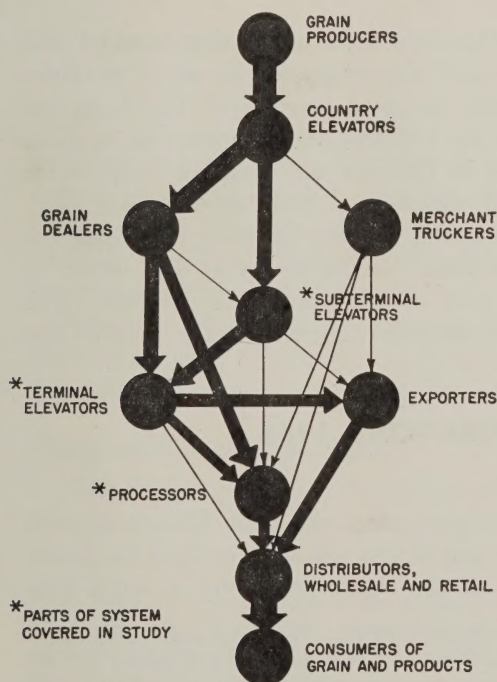 GRAIN
PRODUCERS
COUNTRY
ELEVATORS
GRAIN
DEALERS
MERCHANT
TRUCKERS
*SUBTERMINAL
ELEVATORS
*TERMINAL
ELEVATORS
EXPORTERS
*PROCESSORS
DISTRIBUTORS,
WHOLESALE AND RETAIL
*PARTS OF SYSTEM
COVERED IN STUDY
CONSUMERS OF
GRAIN AND PRODUCTS